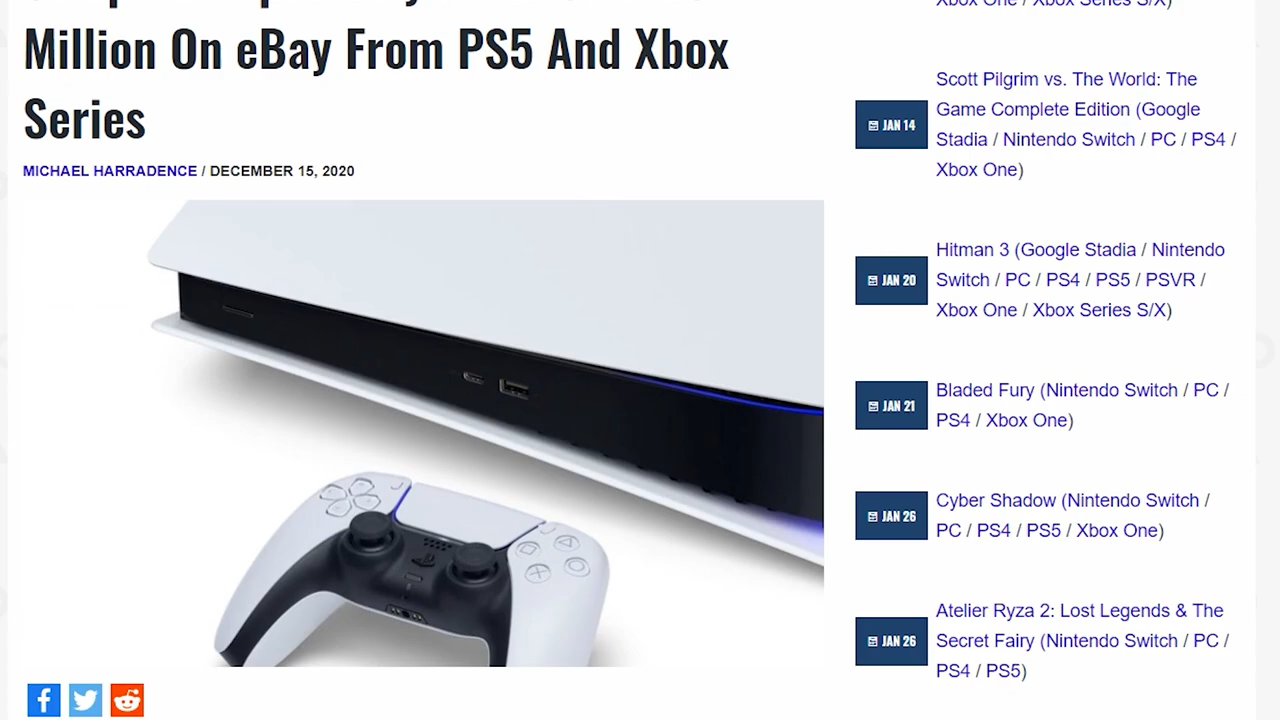 Million On eBay From PS5 And Xbox
Series
MICHAEL HARRADENCE / DECEMBER 15, 2020
Xbox One / Xbox Series S/X)
JAN 14
Scott Pilgrim vs. The World: The
Game Complete Edition (Google
Stadia / Nintendo Switch / PC / PS4 /
Xbox One)
JAN 20
Hitman 3 (Google Stadia / Nintendo
Switch / PC / PS4 / PS5 / PSVR /
Xbox One / Xbox Series S/X)
JAN 21
Bladed Fury (Nintendo Switch / PC /
PS4 / Xbox One)
JAN 26
Cyber Shadow (Nintendo Switch /
PC / PS4 / PS5 / Xbox One)
JAN 26
Atelier Ryza 2: Lost Legends & The
Secret Fairy (Nintendo Switch / PC /
PS4 / PS5)